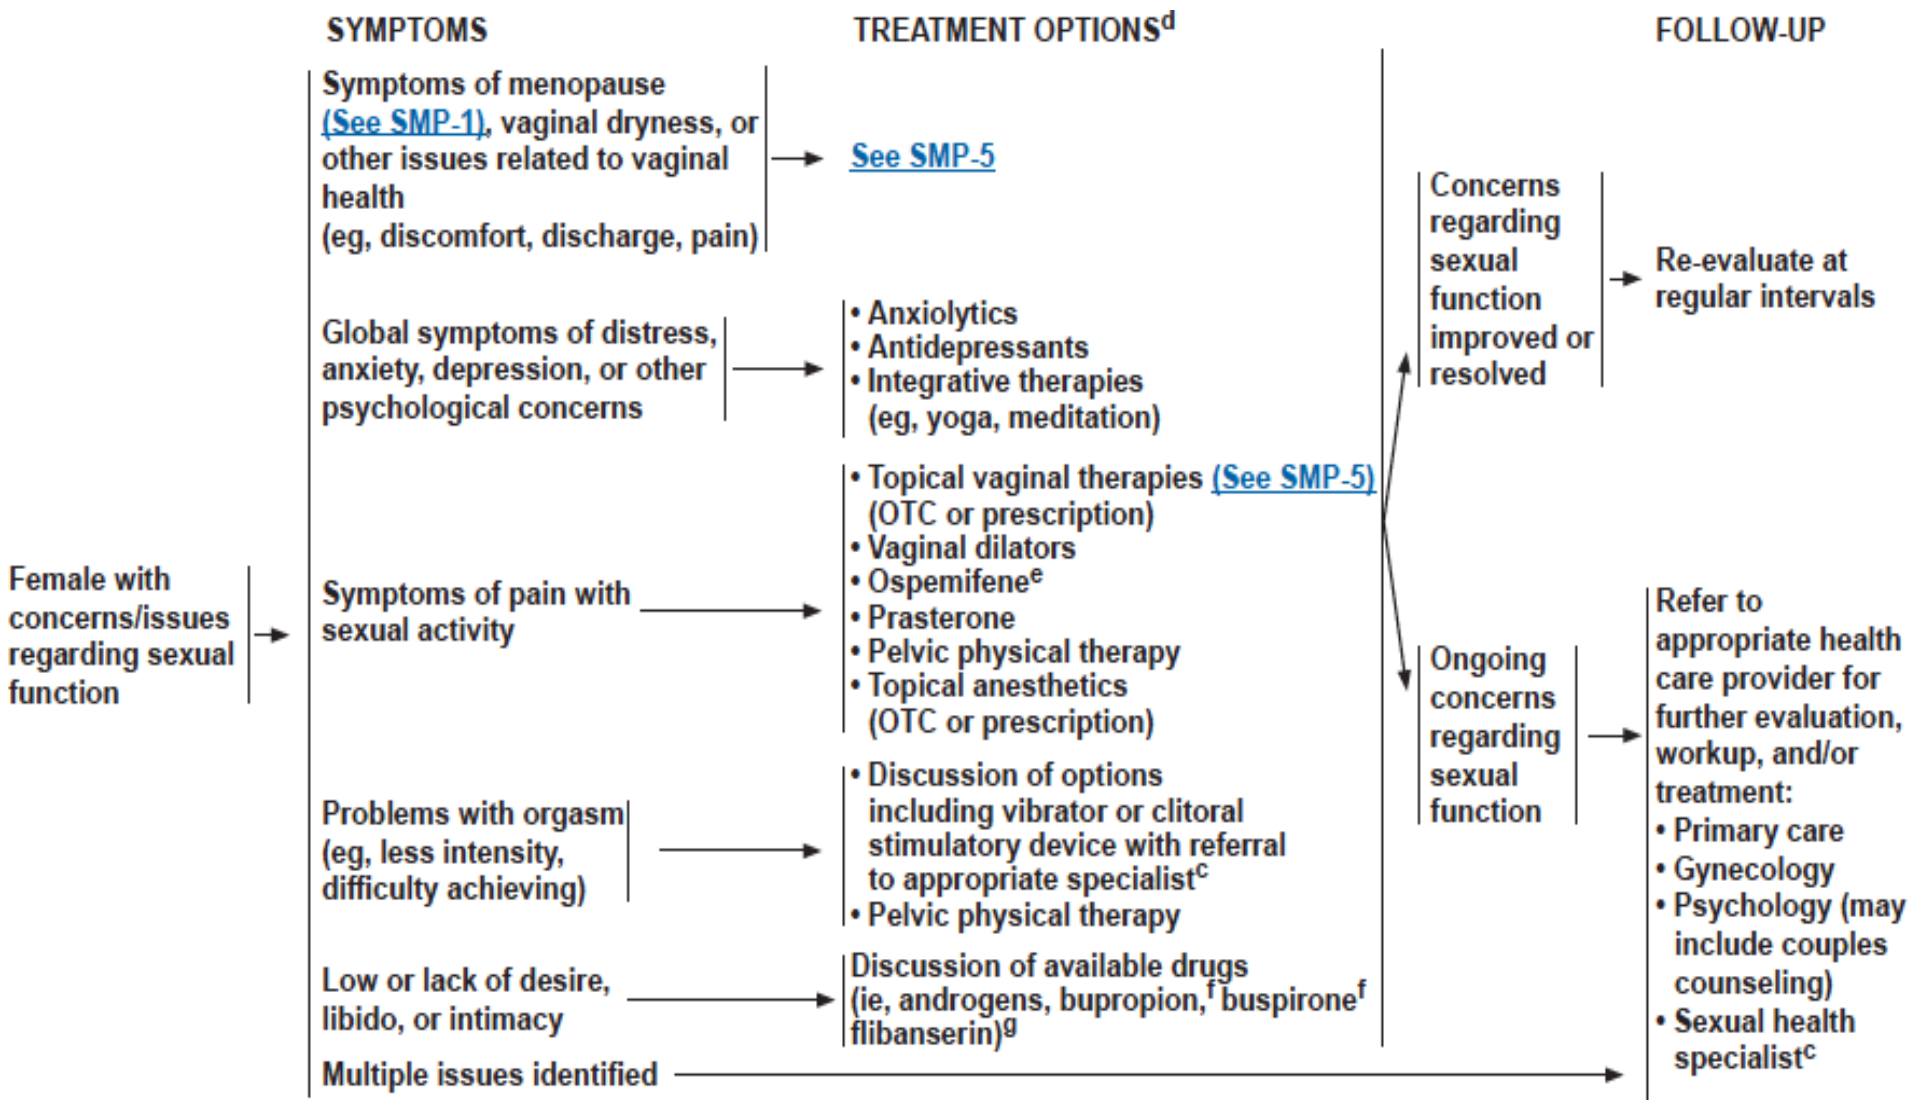 SYMPTOMS
TREATMENT OPTIONSd
FOLLOW-UP
Female with
concerns/issues
regarding sexual
function
Symptoms of menopause
(See SMP-1), vaginal dryness, or
other issues related to vaginal
health
(eg, discomfort, discharge, pain)
See SMP-5
Global symptoms of distress,
anxiety, depression, or other
psychological concerns
• Anxiolytics
• Antidepressants
• Integrative therapies
(eg, yoga, meditation)
Symptoms of pain with
sexual activity
• Topical vaginal therapies (See SMP-5)
(OTC or prescription)
• Vaginal dilators
• Ospemifenee
• Prasterone
• Pelvic physical therapy
• Topical anesthetics
(OTC or prescription)
Problems with orgasm
(eg, less intensity,
difficulty achieving)
• Discussion of options
including vibrator or clitoral
stimulatory device with referral
to appropriate specialistc
• Pelvic physical therapy
Low or lack of desire,
libido, or intimacy
Discussion of available drugs
(ie, androgens, bupropion,f buspironef
flibanserin)g
Multiple issues identified
Concerns
regarding
sexual
function
improved or
resolved
Re-evaluate at
regular intervals
Ongoing
concerns
regarding
sexual
function
Refer to
appropriate health
care provider for
further evaluation,
workup, and/or
treatment:
• Primary care
• Gynecology
• Psychology (may
include couples
counseling)
• Sexual health
specialistc